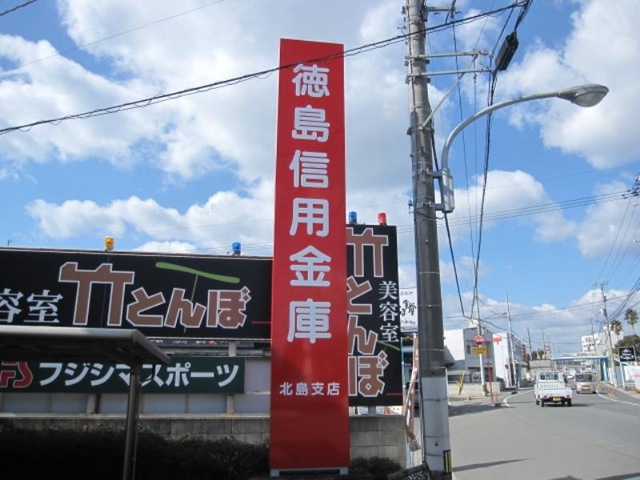 徳島信用金庫
北島支店
容室 竹とんぼ
美容室
竹とんぼ
FS フジシマスポーツ